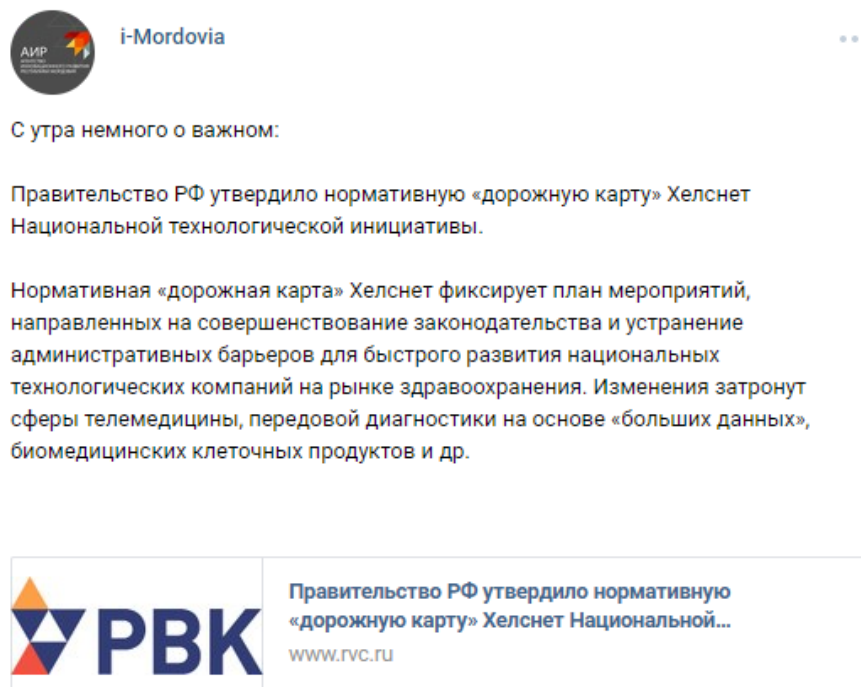 i-Mordovia
АИР
С утра немного о важном:
Правительство РФ утвердило нормативную «дорожную карту» Хелснет
Национальной технологической инициативы.
Нормативная «дорожная карта» Хелснет фиксирует план мероприятий,
направленных на совершенствование законодательства и устранение
административных барьеров для быстрого развития национальных
технологических компаний на рынке здравоохранения. Изменения затронут
сферы телемедицины, передовой диагностики на основе «больших данных»,
биомедицинских клеточных продуктов и др.
РВК
Правительство РФ утвердило нормативную
«дорожную карту» Хелснет Национальной...
www.rvc.ru